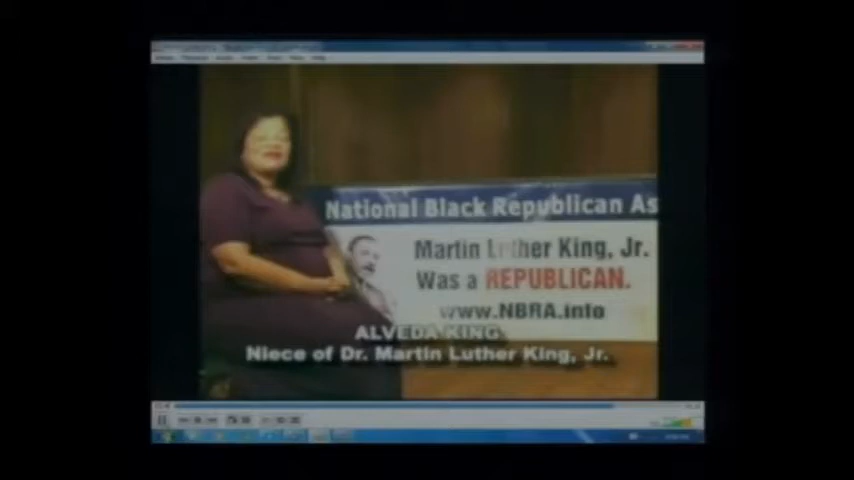 National Black Republican As
Martin Luther King, Jr.
Was a REPUBLICAN.
www.NBRA.info
ALVEDA KING
Niece of Dr. Martin Luther King, Jr.